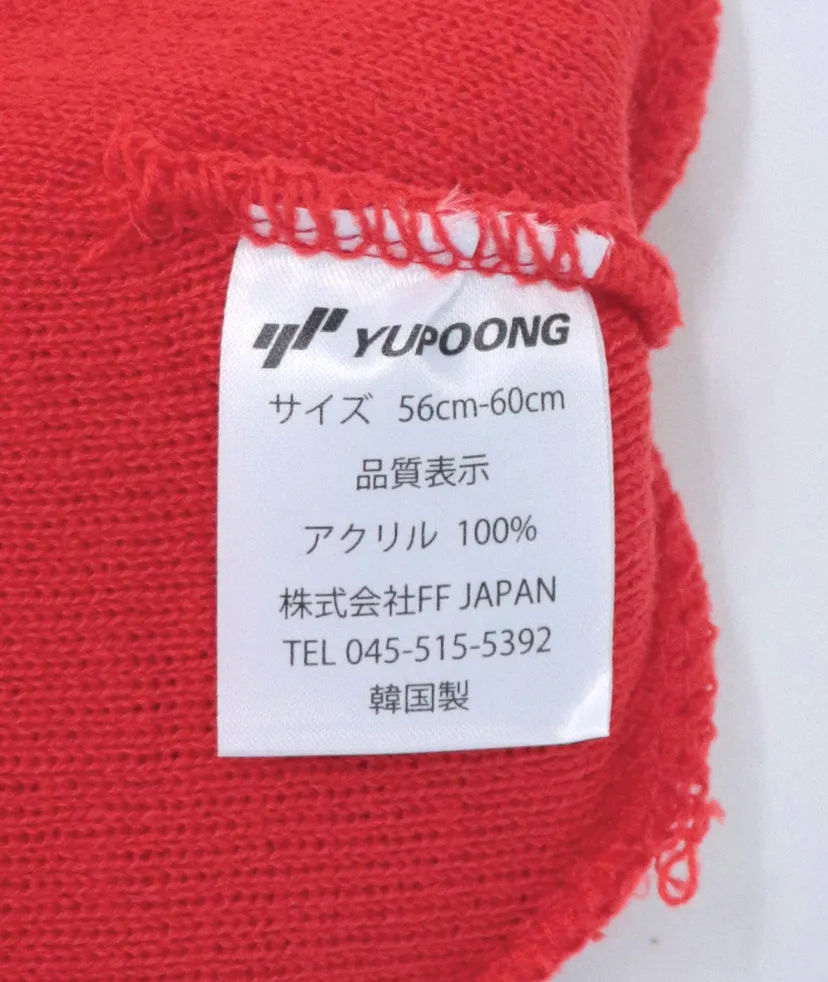 YUPOONG
サイズ 56cm-60cm
品質表示
アクリル 100%
株式会社FF JAPAN
TEL 045-515-5392
韓国製